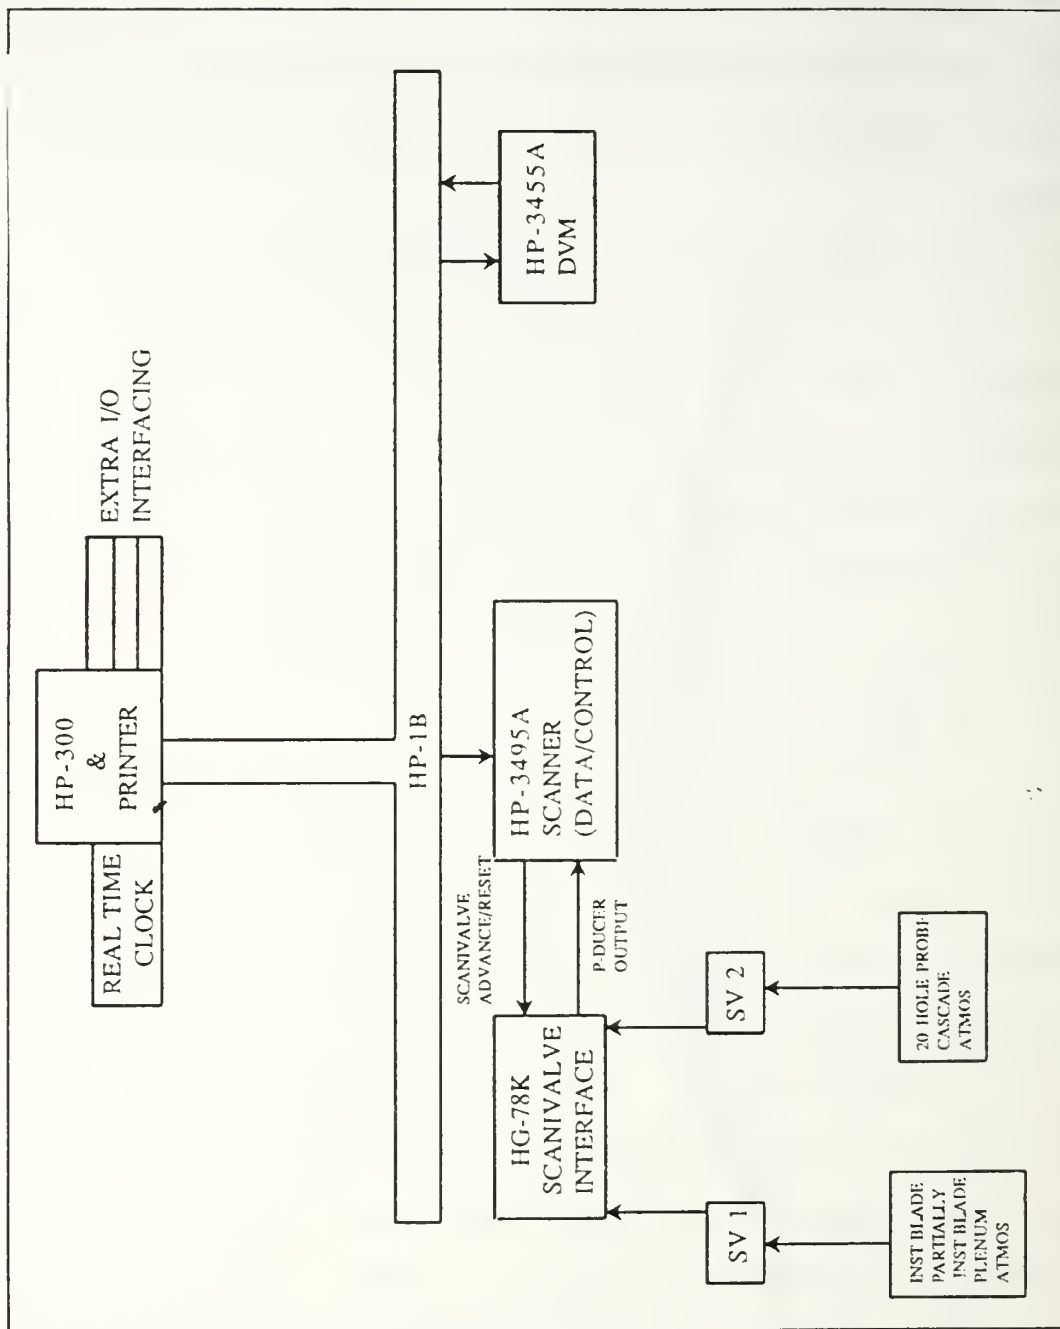 REAL TIME
CLOCK
HP-300
&
PRINTER
EXTRA I/O
INTERFACING
HP-1B
SCANIVALVE
ADVANCE/RESET
P-DUCER
OUTPUT
HG-78K
SCANIVALVE
INTERFACE
HP-3495A
SCANNER
(DATA/CONTROL)
HP-3455A
DVM
SV 1
SV 2
INST BLADE
PARTIALLY
INST BLADE
PLENUM
ATMOS
20 HOLE PROBE
CASCADE
ATMOS